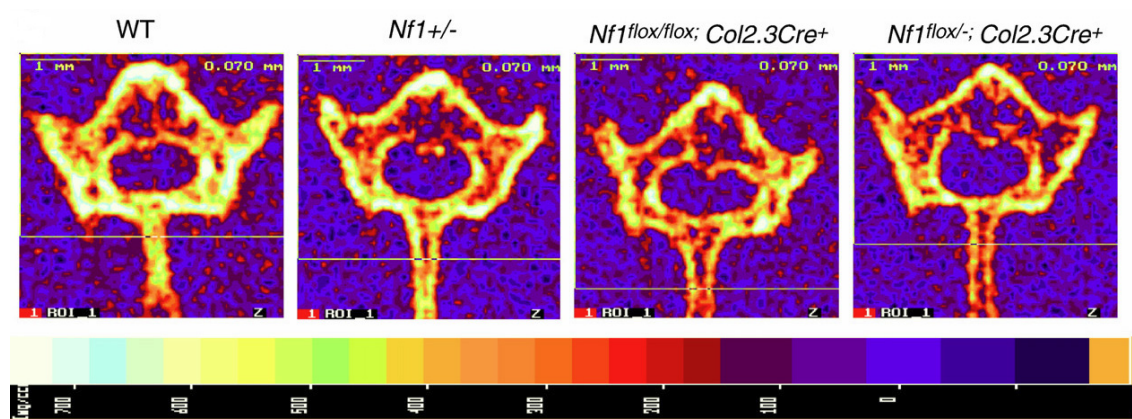 WT
Nf1+/-
Nf1flox/flox; Col2.3Cre+
Nf1flox/-; Col2.3Cre+
1 mm 0.070 mm
1 mm 0.070 mm
1 mm 0.070 mm
1 mm 0.070 mm
1 ROI_1 Z
1 ROI_1 Z
1 ROI_1 Z
1 ROI_1 Z
700 600 500 400 300 200 100 0